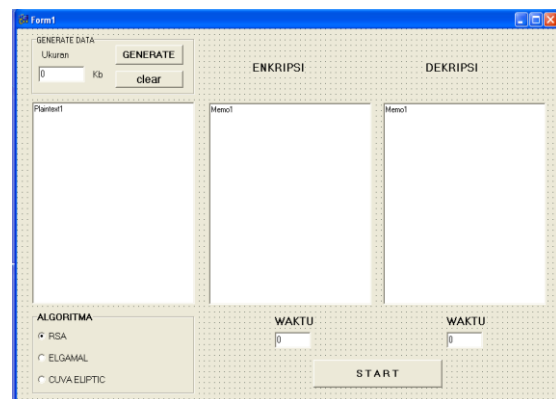 Form1
GENERATE DATA
Ukuran
GENERATE
0 Kb
clear
ENKRIPSI
DEKRIPSI
Plaintext1
Memo1
Memo1
ALGORITMA
RSA
ELGAMAL
CUVA ELIPTIC
WAKTU
0
WAKTU
0
START